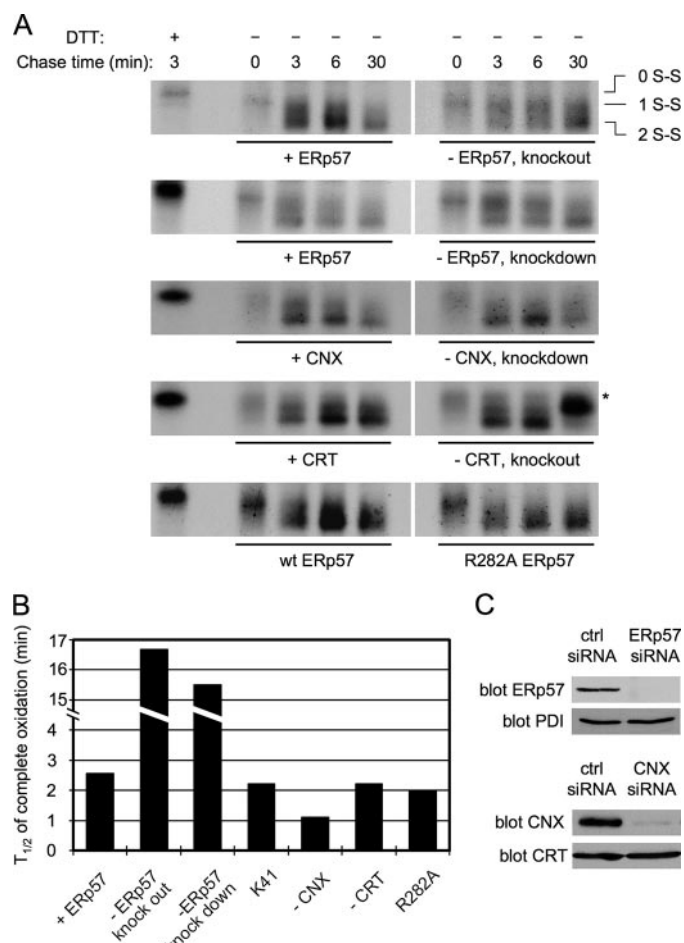 A
DTT: + – – – – – – – –
Chase time (min): 3 0 3 6 30 0 3 6 30
0 S-S
1 S-S
2 S-S
+ ERp57 - ERp57, knockout
+ ERp57 - ERp57, knockdown
+ CNX - CNX, knockdown
*
+ CRT - CRT, knockout
wt ERp57 R282A ERp57
B
T1/2 of complete oxidation (min)
17
16
15
4
3
2
1
0
+ ERp57
- ERp57 knock out
-ERp57 knock down
K41
- CNX
- CRT
R282A
C
ctrl siRNA ERp57 siRNA
blot ERp57
blot PDI
ctrl siRNA CNX siRNA
blot CNX
blot CRT